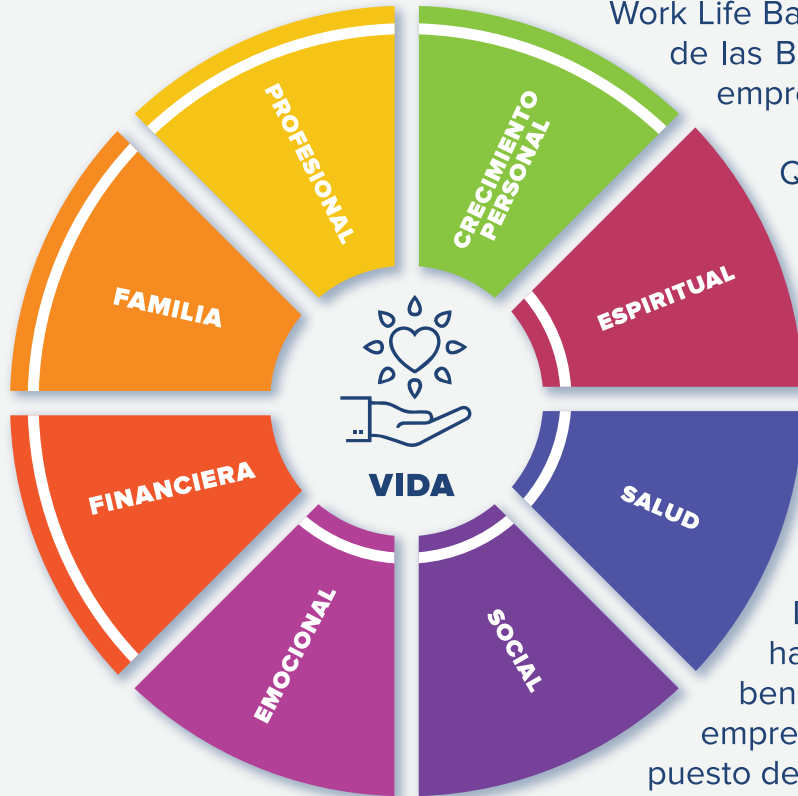 Work Life Ba
de las B
empre
Q
PROFESIONAL
CRECIMIENTO
PERSONAL
FAMILIA
ESPIRITUAL
VIDA
FINANCIERA
SALUD
EMOCIONAL
SOCIAL
ha
ben
empre
puesto de